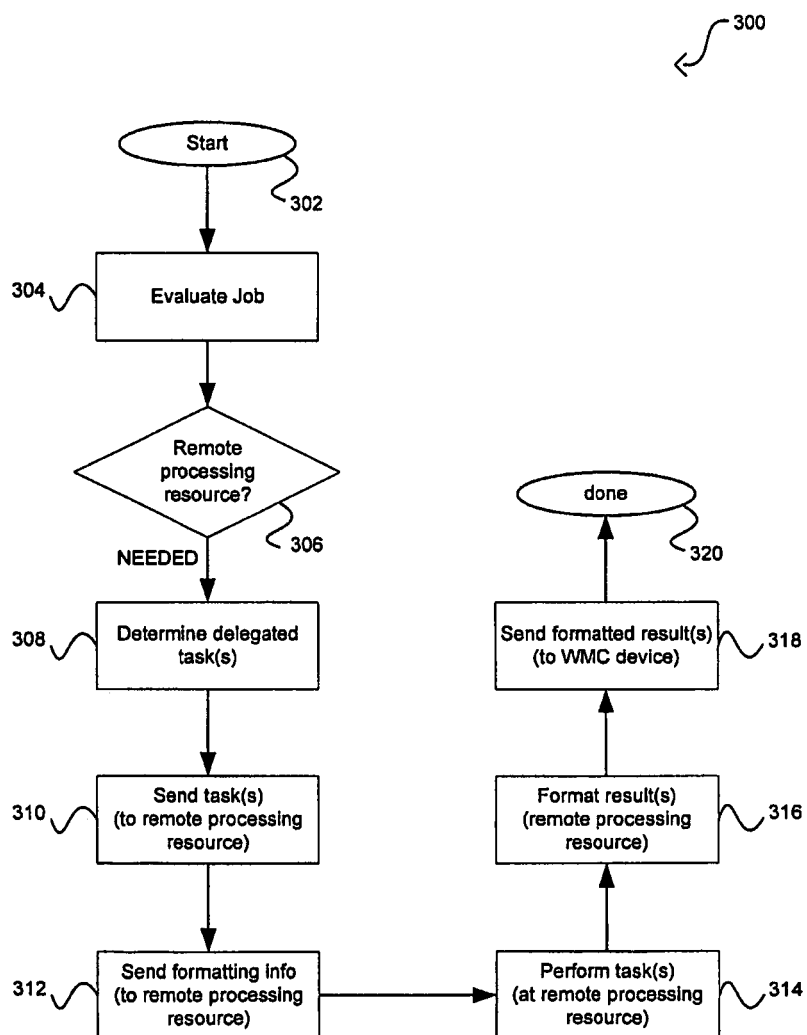 300
Start
302
304
Evaluate Job
Remote
processing
resource?
306
NEEDED
308
Determine delegated
task(s)
310
Send task(s)
(to remote processing
resource)
312
Send formatting info
(to remote processing
resource)
Perform task(s)
(at remote processing
resource)
314
Format result(s)
(remote processing
resource)
316
Send formatted result(s)
(to WMC device)
318
done
320